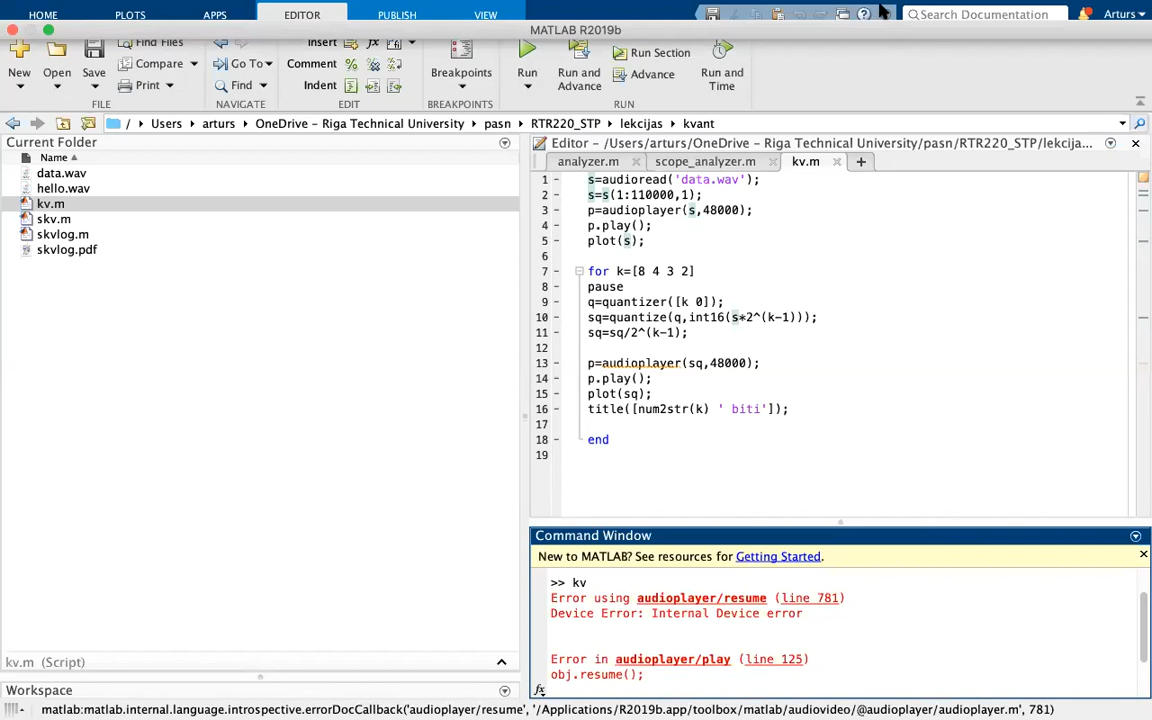 HOME PLOTS APPS EDITOR PUBLISH VIEW Search Documentation Arturs
MATLAB R2019b
New Open Save Find Files Compare Print
FILE
Go To Find
NAVIGATE
Insert fx
Comment % %
Indent
EDIT
Breakpoints
BREAKPOINTS
Run Run and Advance Run Section Advance Run and Time
RUN
/ Users arturs OneDrive - Riga Technical University pasn RTR220_STP lekcijas kvant
Current Folder
Name
data.wav
hello.wav
kv.m
skv.m
skvlog.m
skvlog.pdf
kv.m (Script)
Workspace
Editor - /Users/arturs/OneDrive - Riga Technical University/pasn/RTR220_STP/lekcijas...
analyzer.m scope_analyzer.m kv.m
1 - s=audioread('data.wav');
2 - s=s(1:110000,1);
3 - p=audioplayer(s,48000);
4 - p.play();
5 - plot(s);
6
7 - for k=[8 4 3 2]
8 - pause
9 - q=quantizer([k 0]);
10 - sq=quantize(q,int16(s*2^(k-1)));
11 - sq=sq/2^(k-1);
12
13 - p=audioplayer(sq,48000);
14 - p.play();
15 - plot(sq);
16 - title([num2str(k) ' biti']);
17
18 - end
19
Command Window
New to MATLAB? See resources for Getting Started.
>> kv
Error using audioplayer/resume (line 781)
Device Error: Internal Device error
Error in audioplayer/play (line 125)
obj.resume();
fx
matlab:matlab.internal.language.introspective.errorDocCallback('audioplayer/resume', '/Applications/R2019b.app/toolbox/matlab/audiovideo/@audioplayer/audioplayer.m', 781)